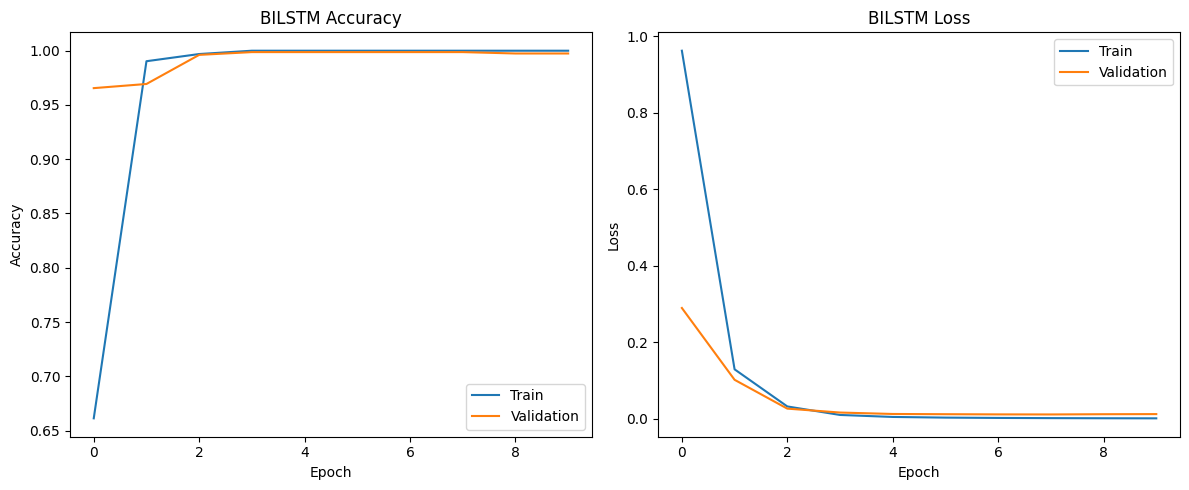 BILSTM Accuracy
1.00
0.95
0.90
0.85
0.80
0.75
0.70
0.65
Accuracy
0
2
4
6
8
Epoch
Train
Validation
BILSTM Loss
1.0
0.8
0.6
0.4
0.2
0.0
Loss
0
2
4
6
8
Epoch
Train
Validation